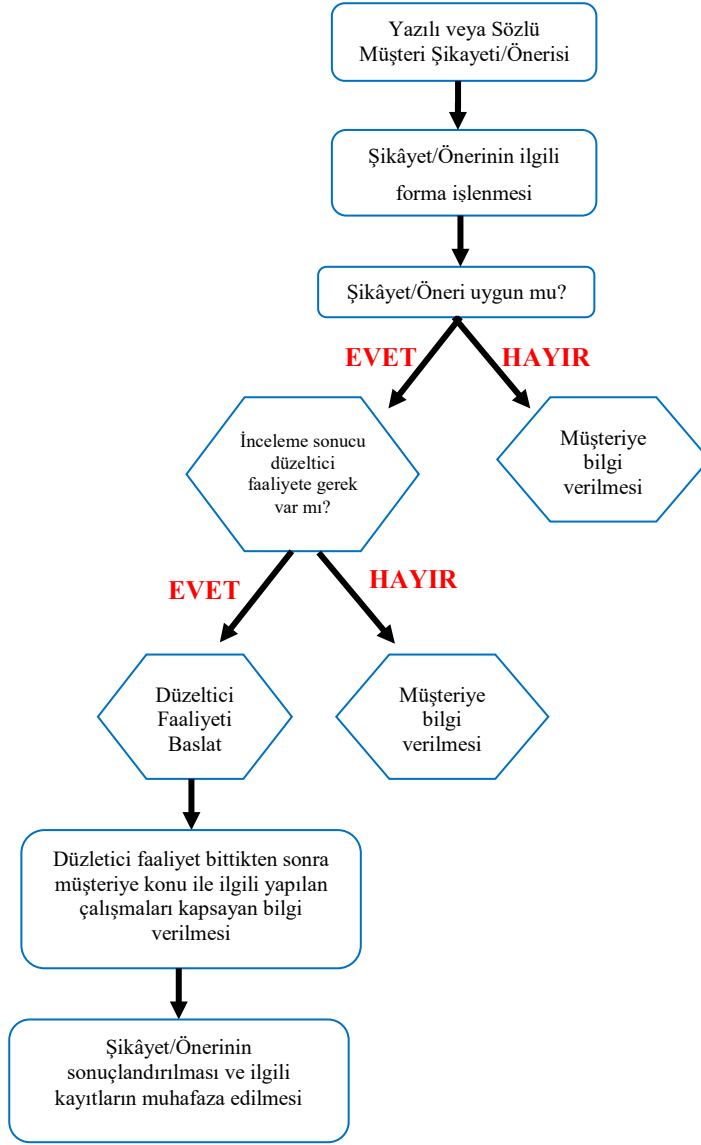 Yazılı veya Sözlü
Müşteri Şikayeti/Önerisi
Şikâyet/Önerinin ilgili
forma işlenmesi
Şikâyet/Öneri uygun mu?
EVET
HAYIR
İnceleme sonucu
düzeltici
faaliyete gerek
var mı?
Müşteriye
bilgi
verilmesi
EVET
HAYIR
Düzeltici
Faaliyeti
Baslat
Müşteriye
bilgi
verilmesi
Düzletici faaliyet bittikten sonra
müşteriye konu ile ilgili yapılan
çalışmaları kapsayan bilgi
verilmesi
Şikâyet/Önerinin
sonuçlandırılması ve ilgili
kayıtların muhafaza edilmesi